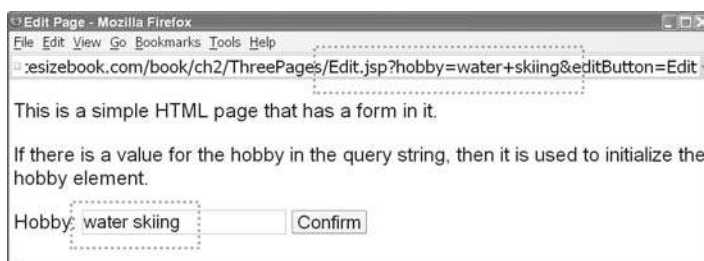 Edit Page - Mozilla Firefox
File Edit View Go Bookmarks Tools Help
:esizebook.com/book/ch2/ThreePages/Edit.jsp?hobby=water+skiing&editButton=Edit
This is a simple HTML page that has a form in it.
If there is a value for the hobby in the query string, then it is used to initialize the
hobby element.
Hobby: water skiing Confirm